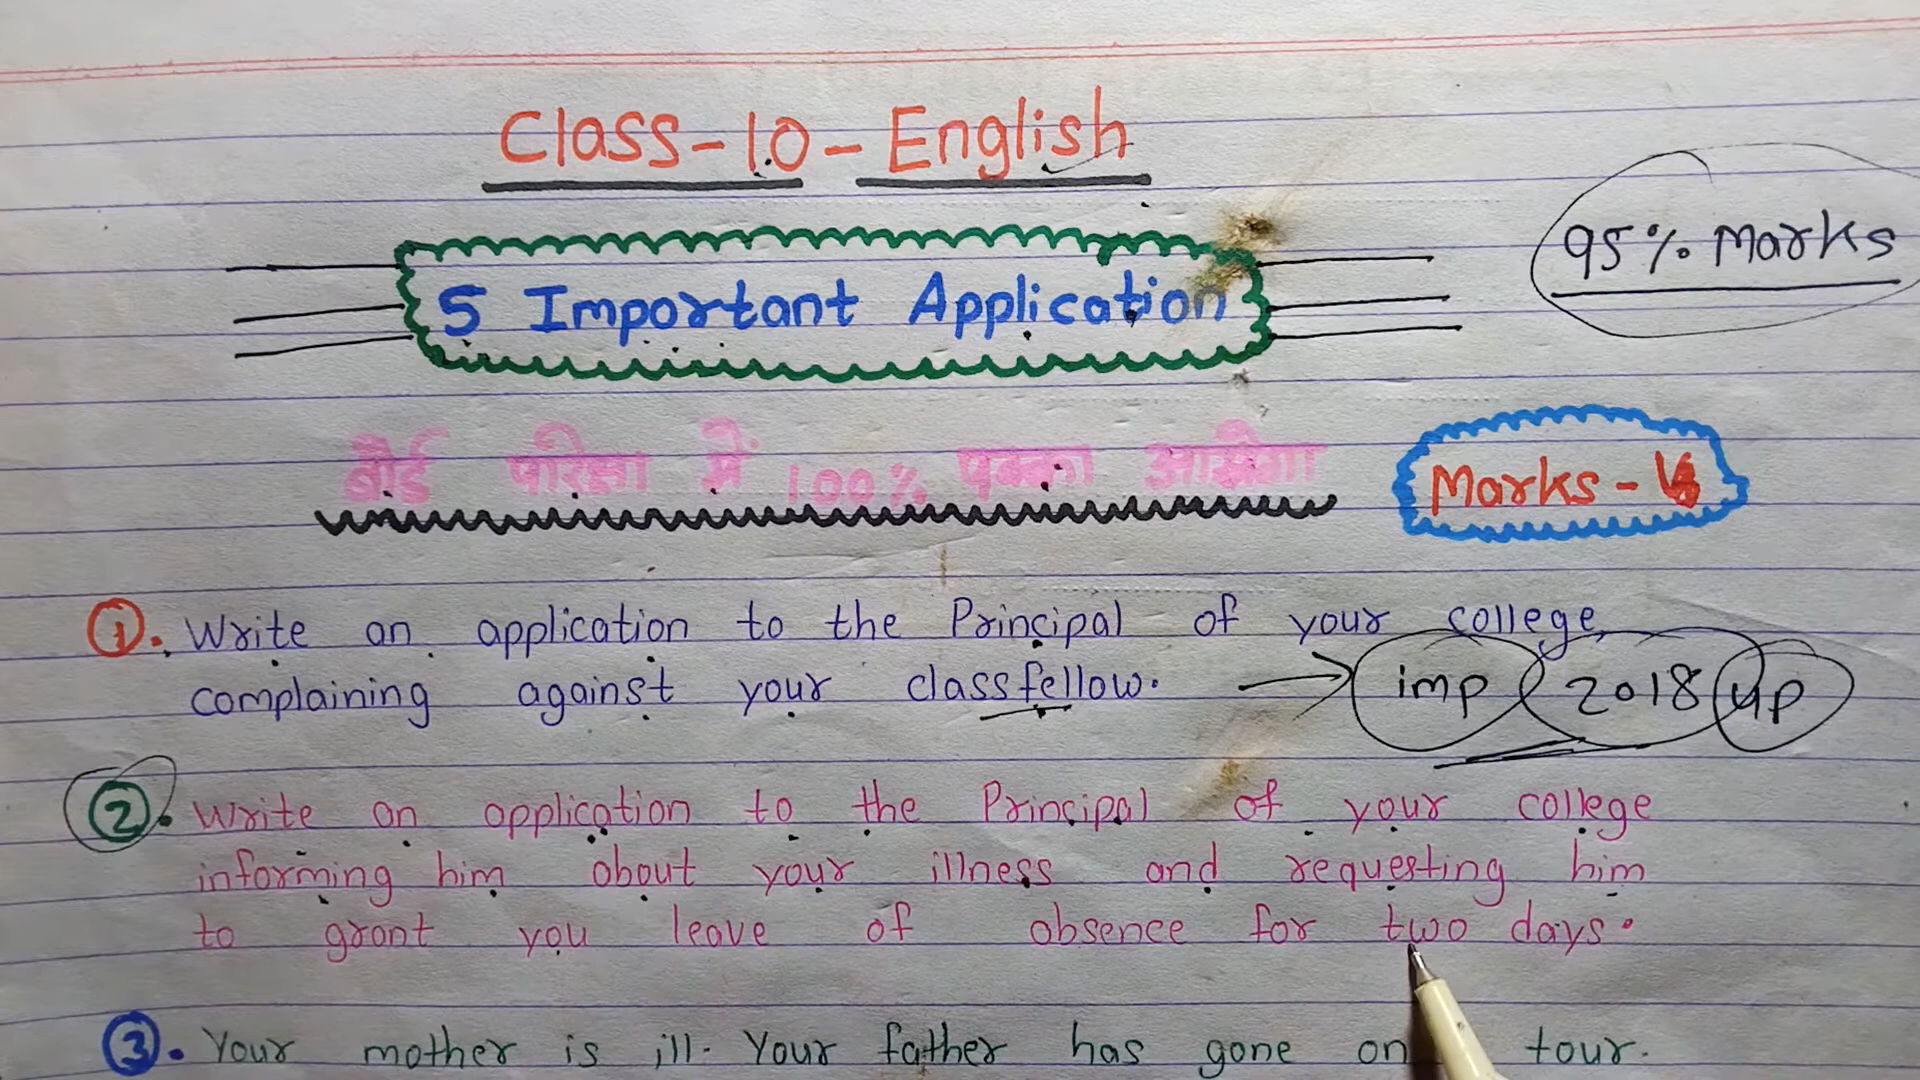 Class-10-English
95% Marks
5 Important Application
बोर्ड परिक्षा में 100% पक्का आयेगा
Marks -
1. Write an application to the Principal of your college,
complaining against your classfellow. → imp 2018 up
2. Write an application to the Principal of your college
informing him about your illness and requesting him
to grant you leave of absence for two days.
3. Your mother is ill. Your father has gone on tour.